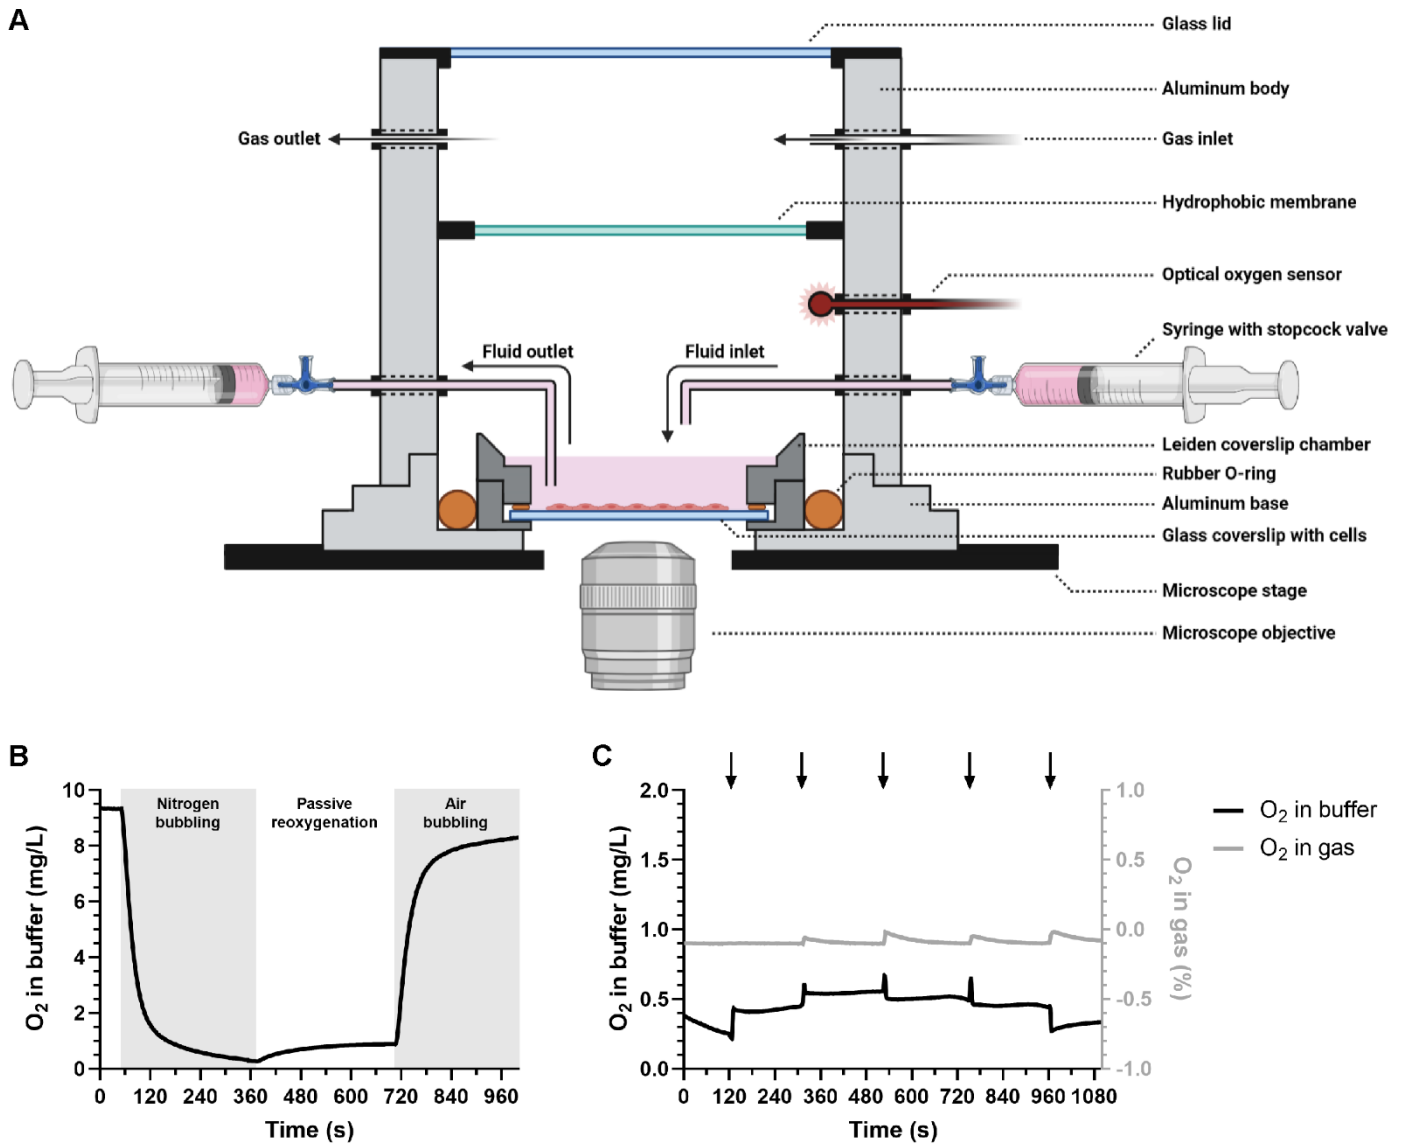 A
Glass lid
Aluminum body
Gas outlet
Gas inlet
Hydrophobic membrane
Optical oxygen sensor
Syringe with stopcock valve
Fluid outlet
Fluid inlet
Leiden coverslip chamber
Rubber O-ring
Aluminum base
Glass coverslip with cells
Microscope stage
Microscope objective
B
O2 in buffer (mg/L)
10
8
6
4
2
0
Nitrogen
bubbling
Passive
reoxygenation
Air
bubbling
0 120 240 360 480 600 720 840 960
Time (s)
C
O2 in buffer (mg/L)
2.0
1.5
1.0
0.5
0.0
1.0
0.5
0.0
-0.5
-1.0
O2 in gas (%)
O2 in buffer
O2 in gas
0 120 240 360 480 600 720 840 960 1080
Time (s)